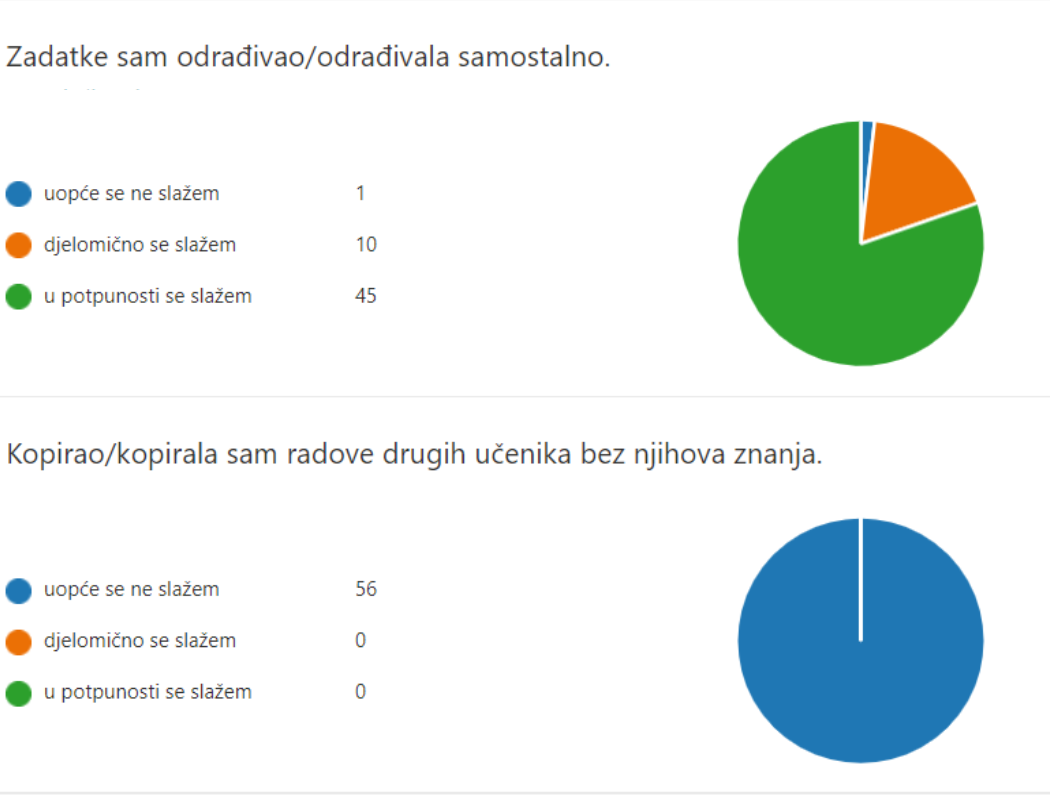 Zadatke sam odrađivao/odrađivala samostalno.
uopće se ne slažem 1
djelomično se slažem 10
u potpunosti se slažem 45
Kopirao/kopirala sam radove drugih učenika bez njihova znanja.
uopće se ne slažem 56
djelomično se slažem 0
u potpunosti se slažem 0